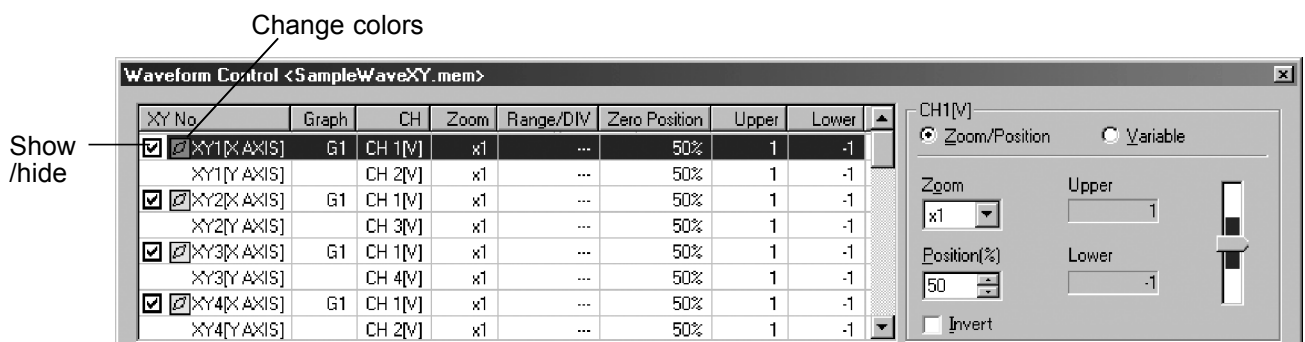 Change colors
Waveform Control <SampleWaveXY.mem>
Show
/hide
XY No. Graph CH Zoom Range/DIV Zero Position Upper Lower
XY1[X AXIS] G1 CH 1[V] x1 --- 50% 1 -1
XY1[Y AXIS] CH 2[V] x1 --- 50% 1 -1
XY2[X AXIS] G1 CH 1[V] x1 --- 50% 1 -1
XY2[Y AXIS] CH 3[V] x1 --- 50% 1 -1
XY3[X AXIS] G1 CH 1[V] x1 --- 50% 1 -1
XY3[Y AXIS] CH 4[V] x1 --- 50% 1 -1
XY4[X AXIS] G1 CH 1[V] x1 --- 50% 1 -1
XY4[Y AXIS] CH 2[V] x1 --- 50% 1 -1
CH1[V]
Zoom/Position Variable
Zoom Upper
x1 1
Position(%) Lower
50 -1
Invert